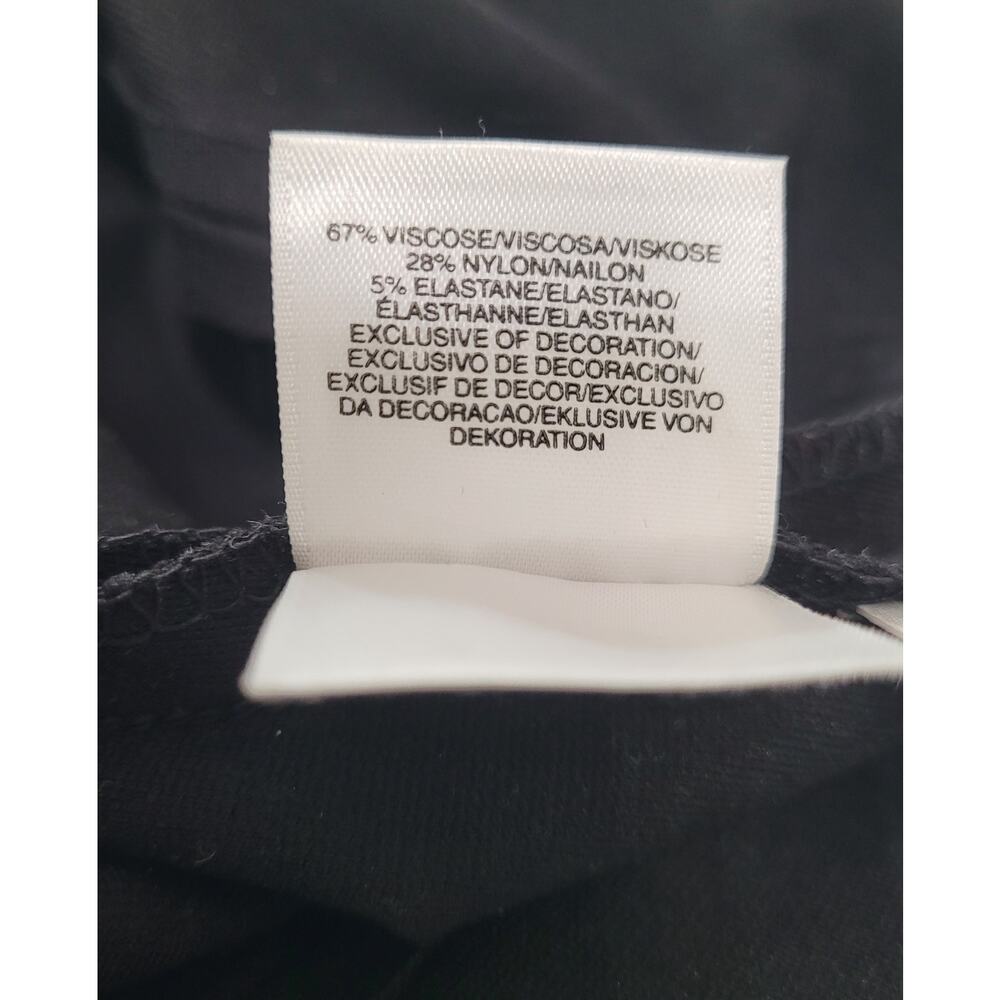 67% VISCOSE/VISCOSA/VISKOSE
28% NYLON/NAILON
5% ELASTANE/ELASTANO/
ÉLASTHANNE/ELASTHAN
EXCLUSIVE OF DECORATION/
EXCLUSIVO DE DECORACION/
EXCLUSIF DE DECOR/EXCLUSIVO
DA DECORACAO/EKLUSIVE VON
DEKORATION